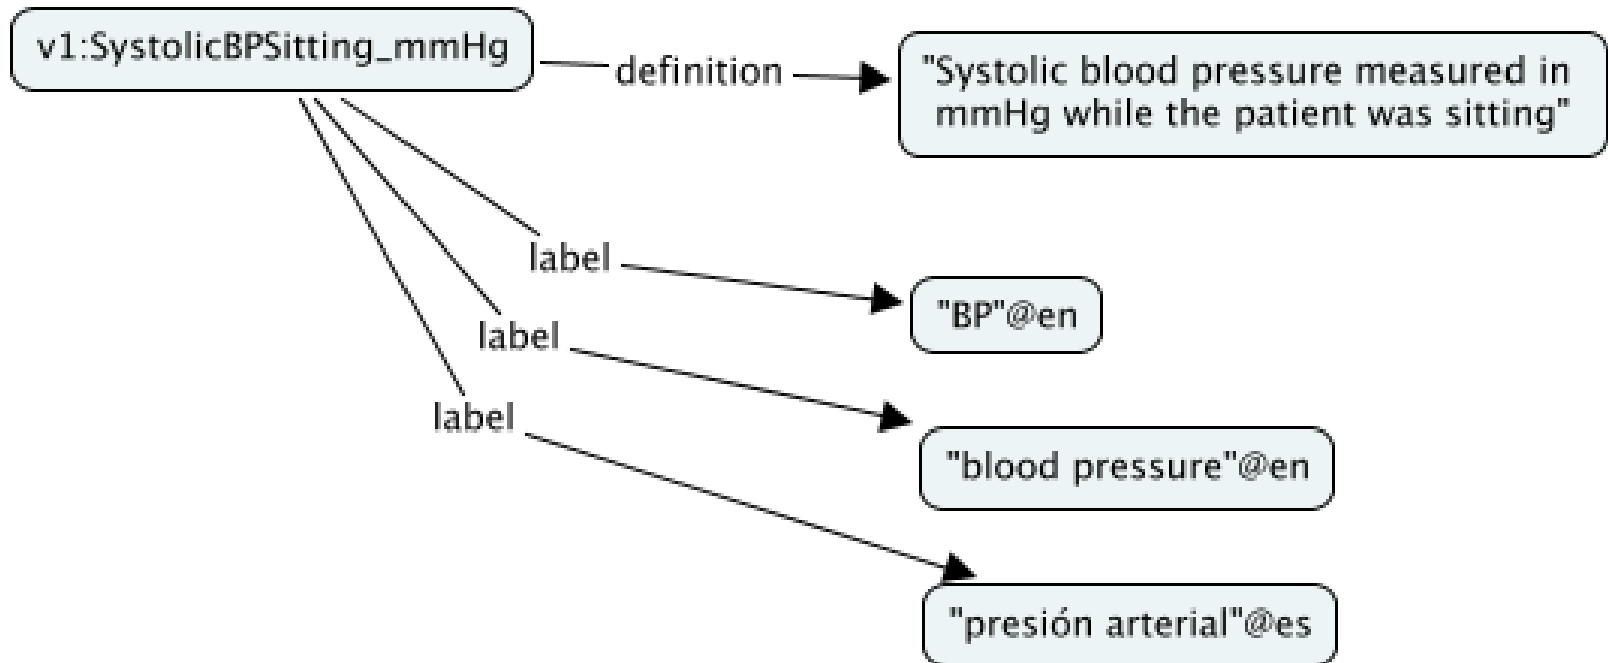 v1:SystolicBPSitting_mmHg
definition
"Systolic blood pressure measured in
mmHg while the patient was sitting"
label
"BP"@en
label
"blood pressure"@en
label
"presión arterial"@es